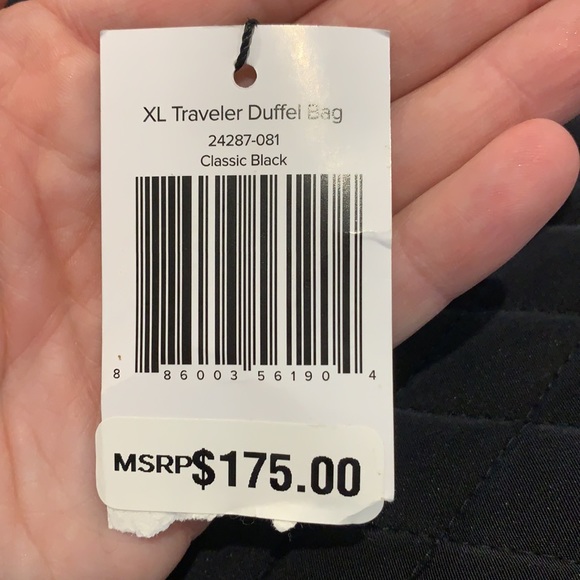 XL Traveler Duffel Bag
24287-081
Classic Black
8 86003 56190 4
MSRP$175.00